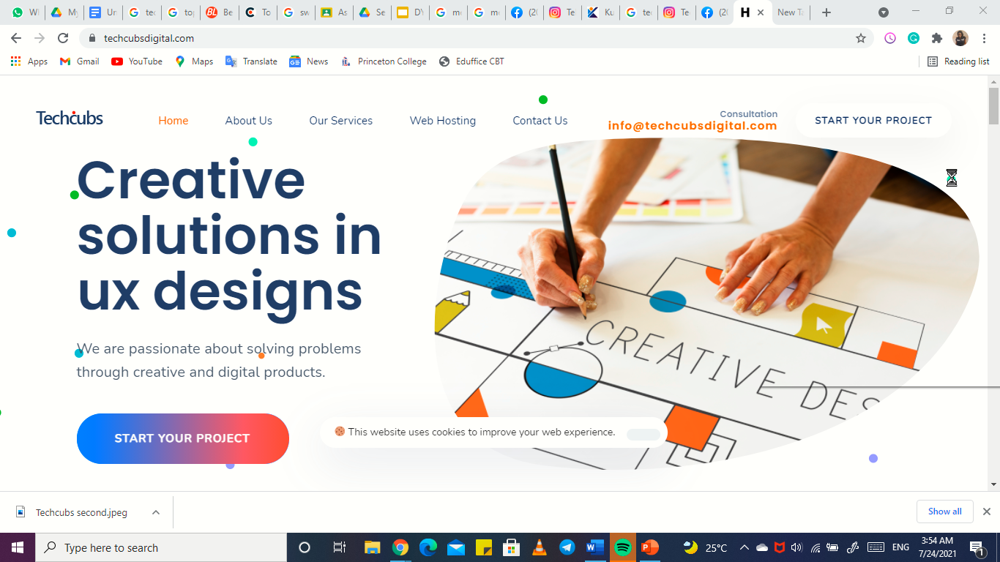 My
Un
tec
top
Be
To
sw
As
Se
DY
me
me
(20
Te
Ku
tec
Te
(20
New Ta
techcubsdigital.com
Apps
Gmail
YouTube
Maps
Translate
News
Princeton College
Eduffice CBT
Reading list
Techcubs
Home
About Us
Our Services
Web Hosting
Contact Us
Consultation
info@techcubsdigital.com
START YOUR PROJECT
Creative
solutions in
ux designs
We are passionate about solving problems
through creative and digital products.
START YOUR PROJECT
CREATIVE DES
This website uses cookies to improve your web experience.
Techcubs second.jpeg
Show all
Type here to search
25°C
ENG
3:54 AM
7/24/2021
1